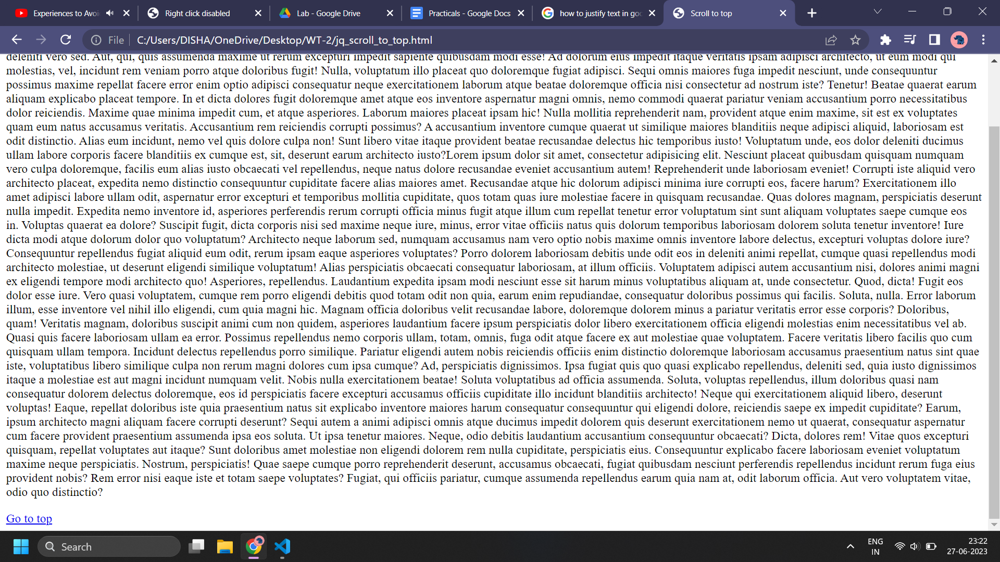 Experiences to Avoi
Right click disabled
Lab - Google Drive
Practicals - Google Docs
how to justify text in goo
Scroll to top
File
C:/Users/DISHA/OneDrive/Desktop/WT-2/jq_scroll_to_top.html
deleniti vero sed. Aut, qui, quis assumenda maxime ut rerum excepturi impedit sapiente quibusdam modi esse! Ad dolorum eius impedit itaque veritatis ipsam adipisci architecto, ut eum modi qui
molestias, vel, incidunt rem veniam porro atque doloribus fugit! Nulla, voluptatum illo placeat quo doloremque fugiat adipisci. Sequi omnis maiores fuga impedit nesciunt, unde consequuntur
possimus maxime repellat facere error enim optio adipisci consequatur neque exercitationem laborum atque beatae doloremque officia nisi consectetur ad nostrum iste? Tenetur! Beatae quaerat earum
aliquam explicabo placeat tempore. In et dicta dolores fugit doloremque amet atque eos inventore aspernatur magni omnis, nemo commodi quaerat pariatur veniam accusantium porro necessitatibus
dolor reiciendis. Maxime quae minima impedit cum, et atque asperiores. Laborum maiores placeat ipsam hic! Nulla mollitia reprehenderit nam, provident atque enim maxime, sit est ex voluptates
quam eum natus accusamus veritatis. Accusantium rem reiciendis corrupti possimus? A accusantium inventore cumque quaerat ut similique maiores blanditiis neque adipisci aliquid, laboriosam est
odit distinctio. Alias eum incidunt, nemo vel quis dolore culpa non! Sunt libero vitae itaque provident beatae recusandae delectus hic temporibus iusto! Voluptatum unde, eos dolor deleniti ducimus
ullam labore corporis facere blanditiis ex cumque est, sit, deserunt earum architecto iusto?Lorem ipsum dolor sit amet, consectetur adipisicing elit. Nesciunt placeat quibusdam quisquam numquam
vero culpa doloremque, facilis eum alias iusto obcaecati vel repellendus, neque natus dolore recusandae eveniet accusantium autem! Reprehenderit unde laboriosam eveniet! Corrupti iste aliquid vero
architecto placeat, expedita nemo distinctio consequuntur cupiditate facere alias maiores amet. Recusandae atque hic dolorum adipisci minima iure corrupti eos, facere harum? Exercitationem illo
amet adipisci labore ullam odit, aspernatur error excepturi et temporibus mollitia cupiditate, quos totam quas iure molestiae facere in quisquam recusandae. Quas dolores magnam, perspiciatis deserunt
nulla impedit. Expedita nemo inventore id, asperiores perferendis rerum corrupti officia minus fugit atque illum cum repellat tenetur error voluptatum sint sunt aliquam voluptates saepe cumque eos
in. Voluptas quaerat ea dolore? Suscipit fugit, dicta corporis nisi sed maxime neque iure, minus, error vitae officiis natus quis dolorum temporibus laboriosam dolorem soluta tenetur inventore! Iure
dicta modi atque dolorum dolor quo voluptatum? Architecto neque laborum sed, numquam accusamus nam vero optio nobis maxime omnis inventore labore delectus, excepturi voluptas dolore iure?
Consequuntur repellendus fugiat aliquid eum odit, rerum ipsam eaque asperiores voluptates? Porro dolorem laboriosam debitis unde odit eos in deleniti animi repellat, cumque quasi repellendus modi
architecto molestiae, ut deserunt eligendi similique voluptatum! Alias perspiciatis obcaecati consequatur laboriosam, at illum officiis. Voluptatem adipisci autem accusantium nisi, dolores animi magni
ex eligendi tempore modi architecto quo! Asperiores, repellendus. Laudantium expedita ipsam modi nesciunt esse sit harum minus voluptatibus aliquam at, unde consectetur. Quod, dicta! Fugit eos
dolor esse iure. Vero quasi voluptatem, cumque rem porro eligendi debitis quod totam odit non quia, earum enim repudiandae, consequatur doloribus possimus qui facilis. Soluta, nulla. Error laborum
illum, esse inventore vel nihil illo eligendi, cum quia magni hic. Magnam officia doloribus velit recusandae labore, doloremque dolorem minus a pariatur veritatis error esse corporis? Doloribus,
quam! Veritatis magnam, doloribus suscipit animi cum non quidem, asperiores laudantium facere ipsum perspiciatis dolor libero exercitationem officia eligendi molestias enim necessitatibus vel ab.
Quasi quis facere laboriosam ullam ea error. Possimus repellendus nemo corporis ullam, totam, omnis, fuga odit atque facere ex aut molestiae quae voluptatem. Facere veritatis libero facilis quo cum
quisquam ullam tempora. Incidunt delectus repellendus porro similique. Pariatur eligendi autem nobis reiciendis officiis enim distinctio doloremque laboriosam accusamus praesentium natus sint quae
iste, voluptatibus libero similique culpa non rerum magni dolores cum ipsa cumque? Ad, perspiciatis dignissimos. Ipsa fugiat quis quo quasi explicabo repellendus, deleniti sed, quia iusto dignissimos
itaque a molestiae est aut magni incidunt numquam velit. Nobis nulla exercitationem beatae! Soluta voluptatibus ad officia assumenda. Soluta, voluptas repellendus, illum doloribus quasi nam
consequatur dolorem delectus doloremque, eos id perspiciatis facere excepturi accusamus officiis cupiditate illo incidunt blanditiis architecto! Neque qui exercitationem aliquid libero, deserunt
voluptas! Eaque, repellat doloribus iste quia praesentium natus sit explicabo inventore maiores harum consequatur consequuntur qui eligendi dolore, reiciendis saepe ex impedit cupiditate? Earum,
ipsum architecto magni aliquam facere corrupti deserunt? Sequi autem a animi adipisci omnis atque ducimus impedit dolorem quis deserunt exercitationem nemo ut quaerat, consequatur aspernatur
cum facere provident praesentium assumenda ipsa eos soluta. Ut ipsa tenetur maiores. Neque, odio debitis laudantium accusantium consequuntur obcaecati? Dicta, dolores rem! Vitae quos excepturi
quisquam, repellat voluptates aut itaque? Sunt doloribus amet molestiae non eligendi dolorem rem nulla cupiditate, perspiciatis eius. Consequuntur explicabo facere laboriosam eveniet voluptatum
maxime neque perspiciatis. Nostrum, perspiciatis! Quae saepe cumque porro reprehenderit deserunt, accusamus obcaecati, fugiat quibusdam nesciunt perferendis repellendus incidunt rerum fuga eius
provident nobis? Rem error nisi eaque iste et totam saepe voluptates? Fugiat, qui officiis pariatur, cumque assumenda repellendus earum quia nam at, odit laborum officia. Aut vero voluptatem vitae,
odio quo distinctio?
Go to top
Search
ENG
IN
23:22
27-06-2023